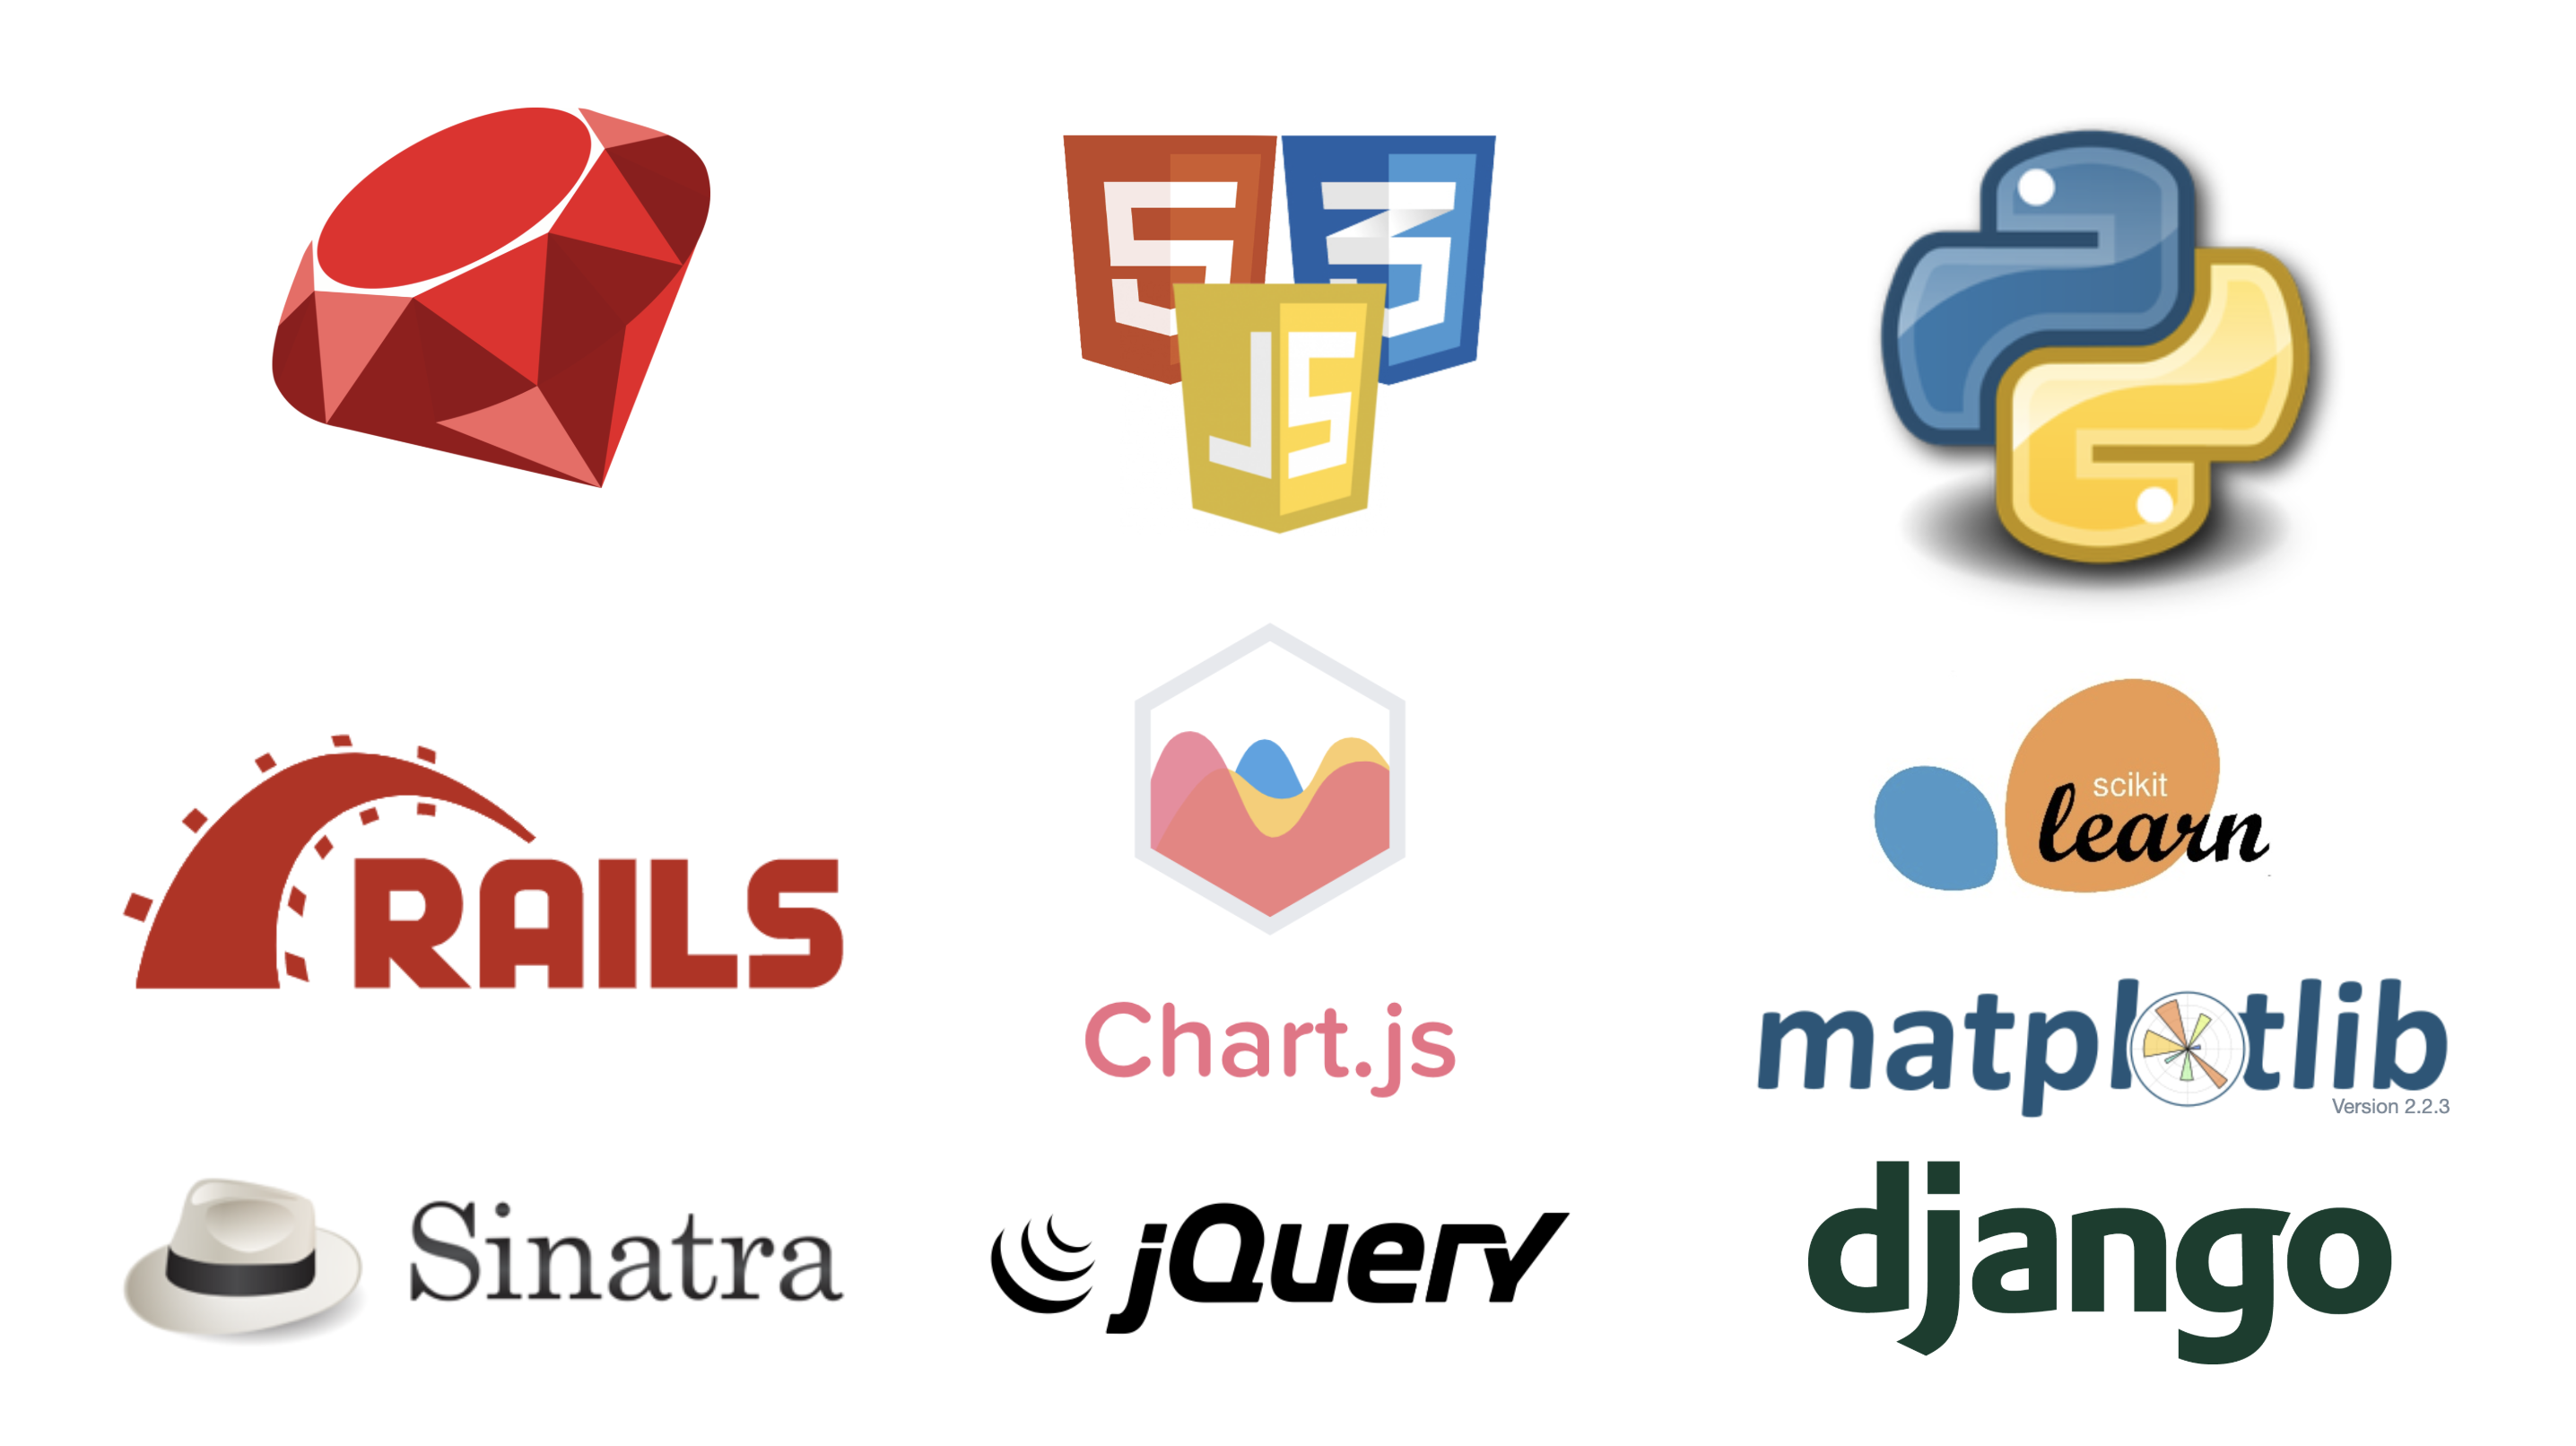 5
3
JS
RAILS
Chart.js
scikit
learn
matplotlib
Version 2.2.3
Sinatra
jQuery
django